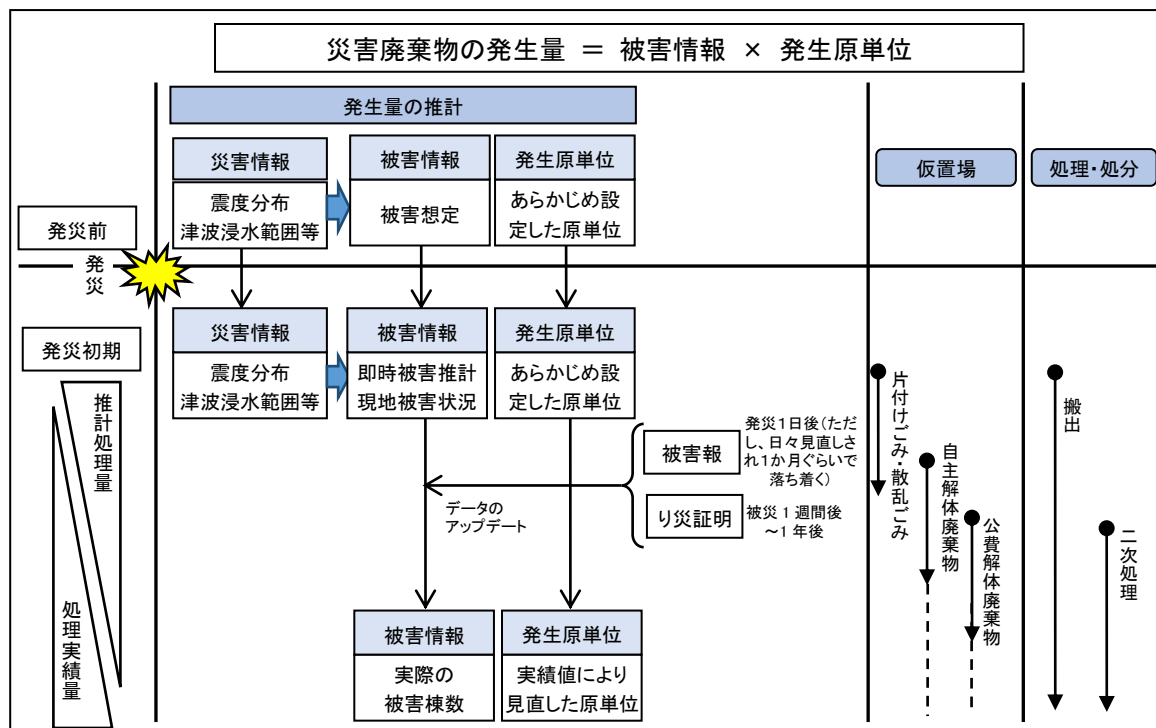 災害廃棄物の発生量 = 被害情報 × 発生原単位
発生量の推計
仮置場
処理・処分
発災前
災害情報
震度分布
津波浸水範囲等
被害情報
被害想定
発生原単位
あらかじめ設
定した原単位
発災
発災初期
災害情報
震度分布
津波浸水範囲等
被害情報
即時被害推計
現地被害状況
発生原単位
あらかじめ設
定した原単位
推計処理量
処理実績量
データの
アップデート
被害報
発災1日後(ただ
し、日々見直しさ
れ1か月ぐらいで
落ち着く)
り災証明
被災1週間後
~1年後
被害情報
実際の
被害棟数
発生原単位
実績値により
見直した原単位
片付けごみ・散乱ごみ
自主解体廃棄物
公費解体廃棄物
搬出
二次処理